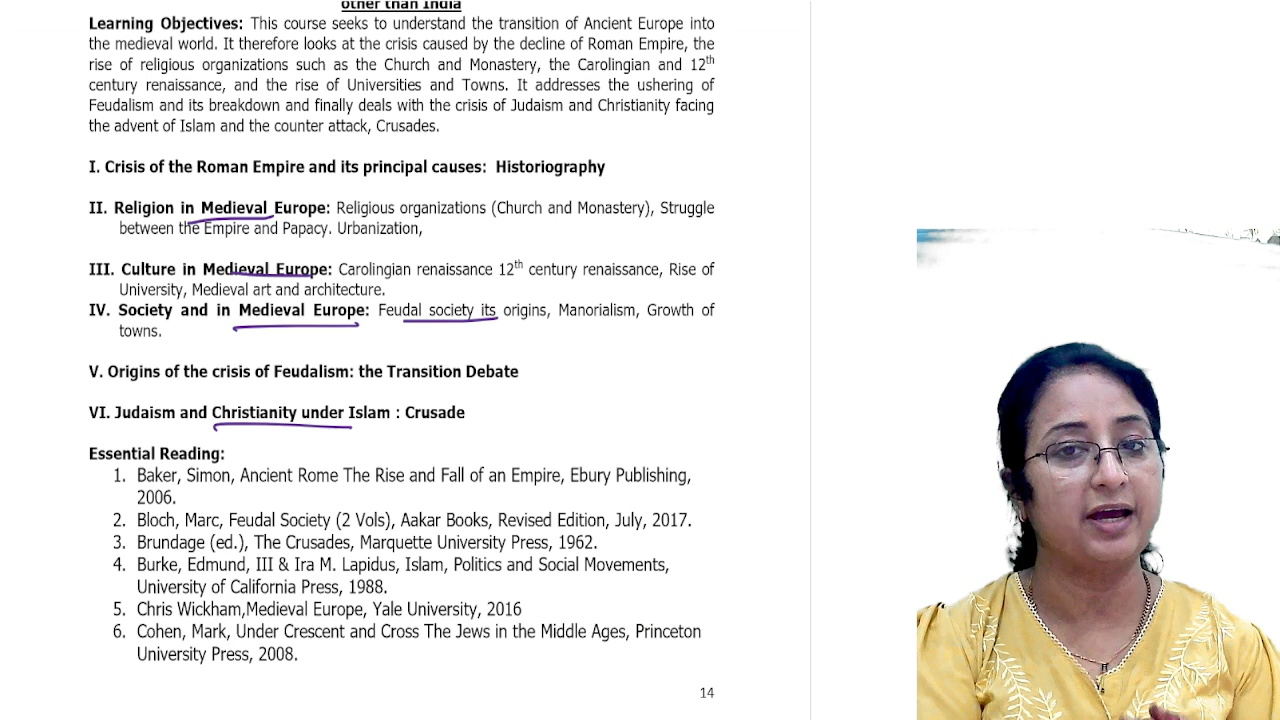 other than India
Learning Objectives: This course seeks to understand the transition of Ancient Europe into
the medieval world. It therefore looks at the crisis caused by the decline of Roman Empire, the
rise of religious organizations such as the Church and Monastery, the Carolingian and 12th
century renaissance, and the rise of Universities and Towns. It addresses the ushering of
Feudalism and its breakdown and finally deals with the crisis of Judaism and Christianity facing
the advent of Islam and the counter attack, Crusades.
I. Crisis of the Roman Empire and its principal causes: Historiography
II. Religion in Medieval Europe: Religious organizations (Church and Monastery), Struggle
between the Empire and Papacy. Urbanization,
III. Culture in Medieval Europe: Carolingian renaissance 12th century renaissance, Rise of
University, Medieval art and architecture.
IV. Society and in Medieval Europe: Feudal society its origins, Manorialism, Growth of
towns.
V. Origins of the crisis of Feudalism: the Transition Debate
VI. Judaism and Christianity under Islam : Crusade
Essential Reading:
1. Baker, Simon, Ancient Rome The Rise and Fall of an Empire, Ebury Publishing,
2006.
2. Bloch, Marc, Feudal Society (2 Vols), Aakar Books, Revised Edition, July, 2017.
3. Brundage (ed.), The Crusades, Marquette University Press, 1962.
4. Burke, Edmund, III & Ira M. Lapidus, Islam, Politics and Social Movements,
University of California Press, 1988.
5. Chris Wickham,Medieval Europe, Yale University, 2016
6. Cohen, Mark, Under Crescent and Cross The Jews in the Middle Ages, Princeton
University Press, 2008.
14